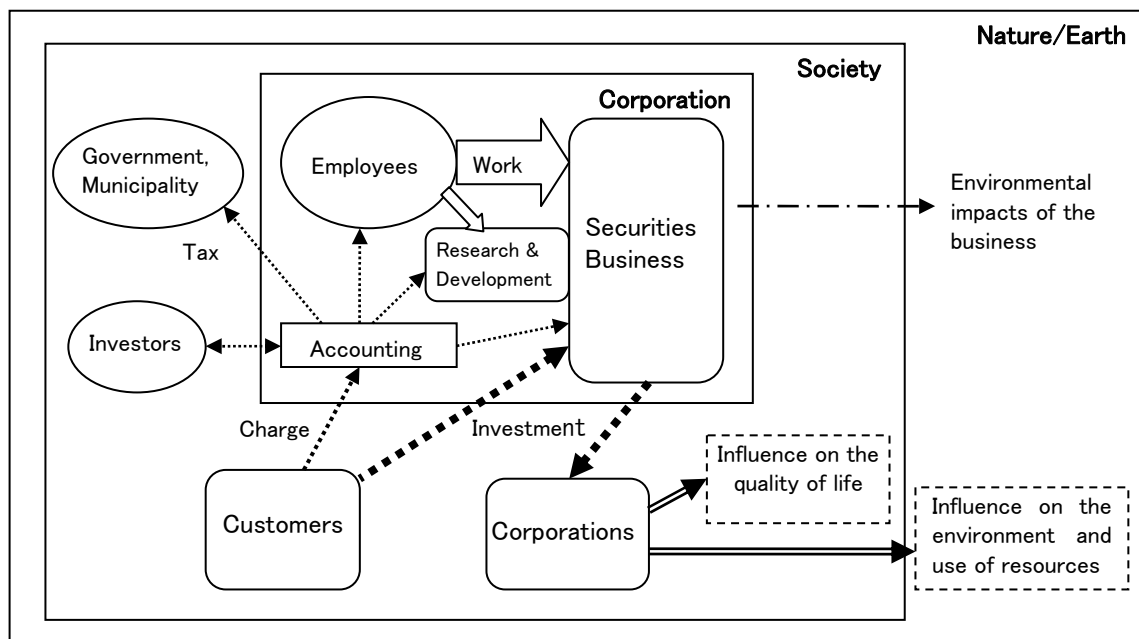 Nature/Earth
Society
Corporation
Government,
Municipality
Employees
Work
Securities
Business
Environmental
impacts of the
business
Tax
Research &
Development
Investors
Accounting
Charge
Investment
Influence on the
quality of life
Customers
Corporations
Influence on the
environment and
use of resources